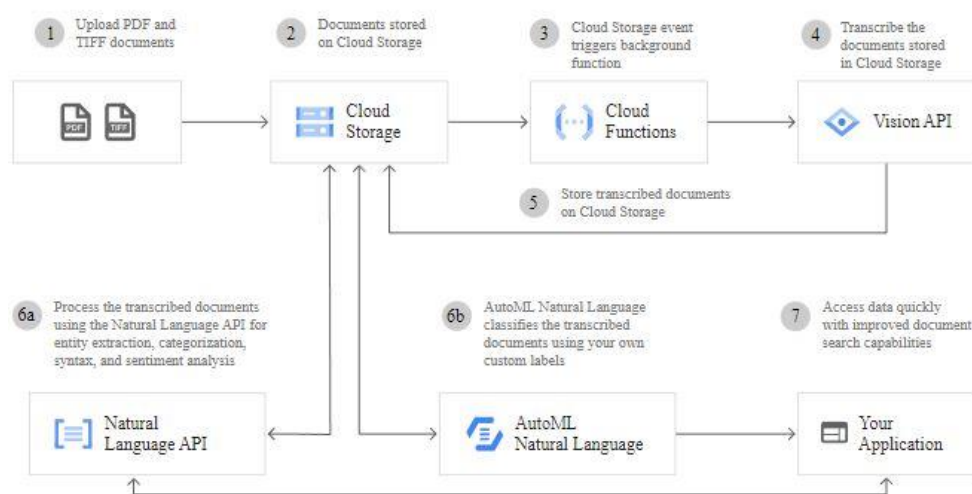 1
Upload PDF and
TIFF documents
2
Documents stored
on Cloud Storage
3
Cloud Storage event
triggers background
function
4
Transcribe the
documents stored
in Cloud Storage
PDF
TIFF
Cloud
Storage
Cloud
Functions
Vision API
5
Store transcribed documents
on Cloud Storage
6a
Process the transcribed documents
using the Natural Language API for
entity extraction, categorization,
syntax, and sentiment analysis
6b
AutoML Natural Language
classifies the transcribed
documents using your own
custom labels
7
Access data quickly
with improved document
search capabilities
Natural
Language API
AutoML
Natural Language
Your
Application